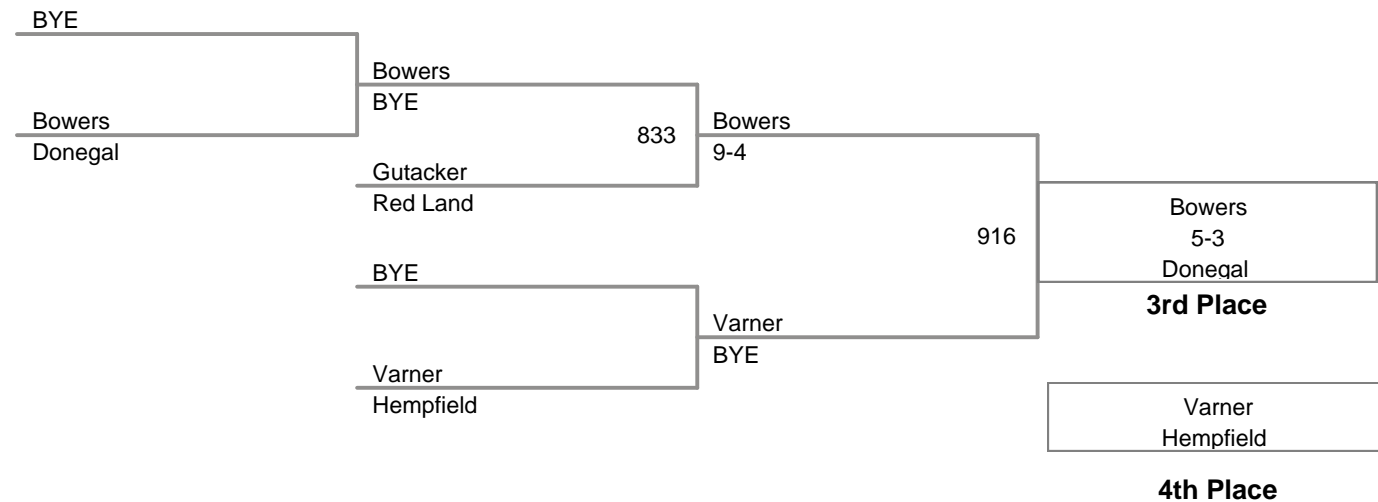 BYE
Bowers
Donegal
Bowers
BYE
Gutacker
Red Land
833
Bowers
9-4
BYE
Varner
Hempfield
Varner
BYE
916
Bowers
5-3
Donegal
3rd Place
Varner
Hempfield
4th Place